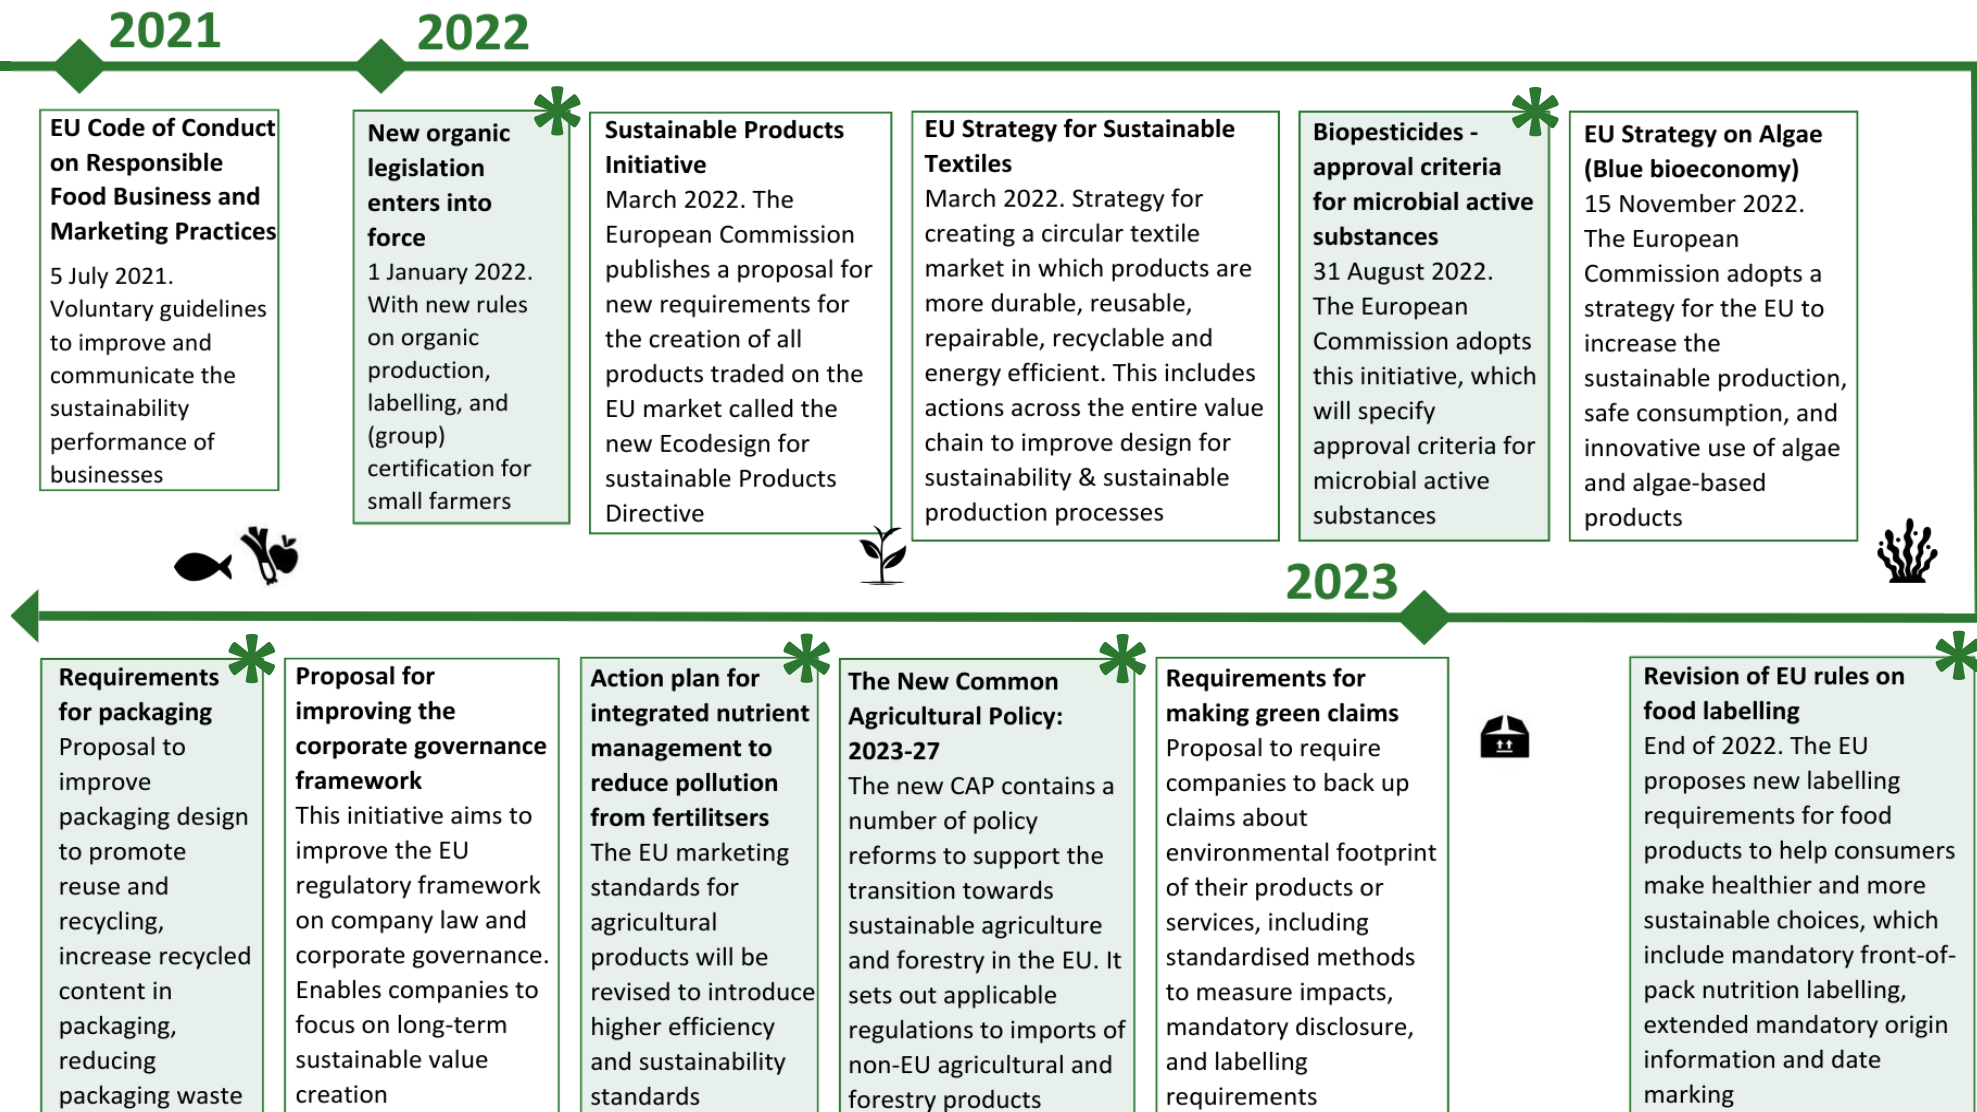 2021
2022
EU Code of Conduct
on Responsible
Food Business and
Marketing Practices
5 July 2021.
Voluntary guidelines
to improve and
communicate the
sustainability
performance of
businesses
New organic
legislation
enters into
force
1 January 2022.
With new rules
on organic
production,
labelling, and
(group)
certification for
small farmers
Sustainable Products
Initiative
March 2022. The
European Commission
publishes a proposal for
new requirements for
the creation of all
products traded on the
EU market called the
new Ecodesign for
sustainable Products
Directive
EU Strategy for Sustainable
Textiles
March 2022. Strategy for
creating a circular textile
market in which products are
more durable, reusable,
repairable, recyclable and
energy efficient. This includes
actions across the entire value
chain to improve design for
sustainability & sustainable
production processes
Biopesticides -
approval criteria
for microbial active
substances
31 August 2022.
The European
Commission adopts
this initiative, which
will specify
approval criteria for
microbial active
substances
EU Strategy on Algae
(Blue bioeconomy)
15 November 2022.
The European
Commission adopts a
strategy for the EU to
increase the
sustainable production,
safe consumption, and
innovative use of algae
and algae-based
products
2023
Requirements
for packaging
Proposal to
improve
packaging design
to promote
reuse and
recycling,
increase recycled
content in
packaging,
reducing
packaging waste
Proposal for
improving the
corporate governance
framework
This initiative aims to
improve the EU
regulatory framework
on company law and
corporate governance.
Enables companies to
focus on long-term
sustainable value
creation
Action plan for
integrated nutrient
management to
reduce pollution
from fertilitsers
The EU marketing
standards for
agricultural
products will be
revised to introduce
higher efficiency
and sustainability
standards
The New Common
Agricultural Policy:
2023-27
The new CAP contains a
number of policy
reforms to support the
transition towards
sustainable agriculture
and forestry in the EU. It
sets out applicable
regulations to imports of
non-EU agricultural and
forestry products
Requirements for
making green claims
Proposal to require
companies to back up
claims about
environmental footprint
of their products or
services, including
standardised methods
to measure impacts,
mandatory disclosure,
and labelling
requirements
Revision of EU rules on
food labelling
End of 2022. The EU
proposes new labelling
requirements for food
products to help consumers
make healthier and more
sustainable choices, which
include mandatory front-of-
pack nutrition labelling,
extended mandatory origin
information and date
marking